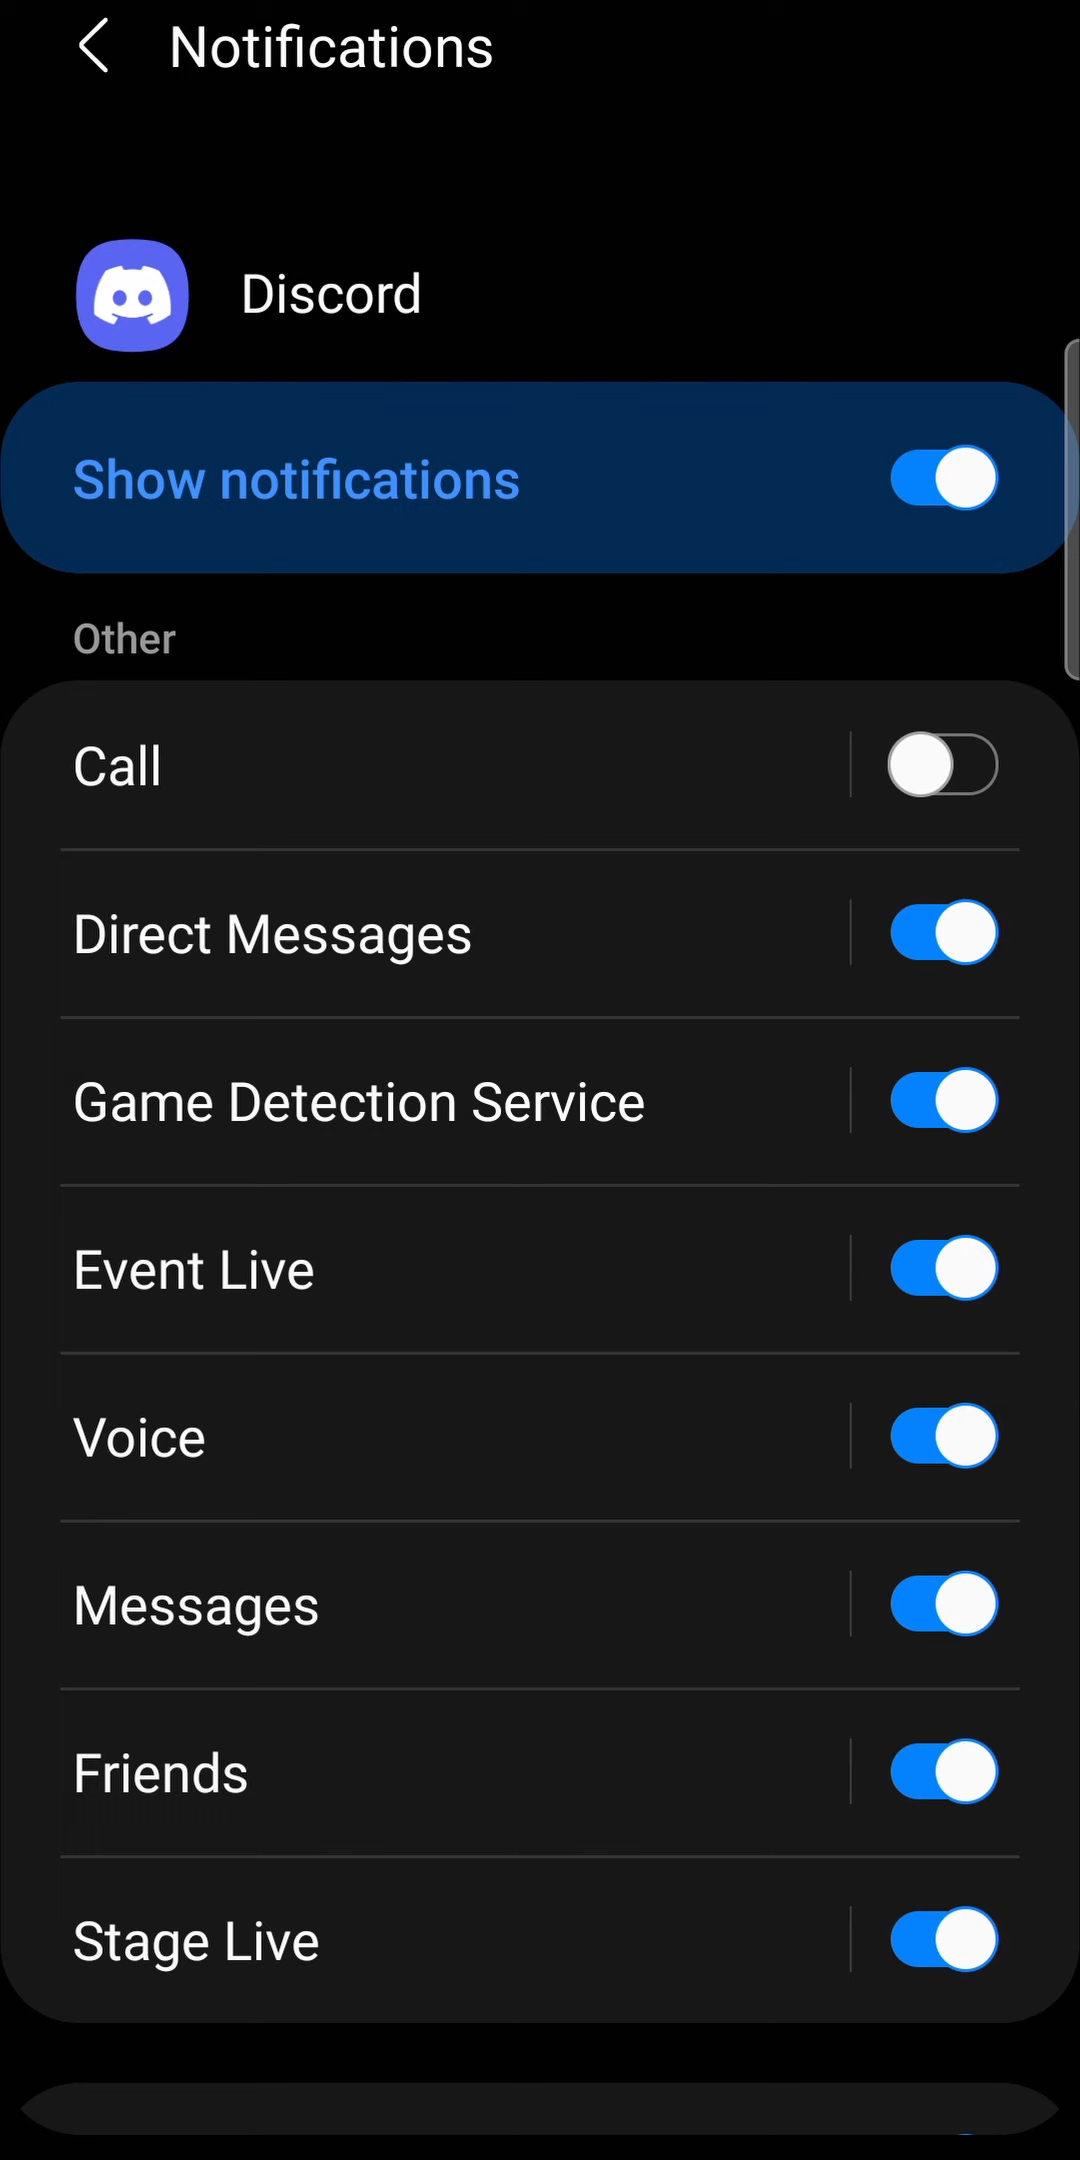 Notifications
Discord
Show notifications
Other
Call
Direct Messages
Game Detection Service
Event Live
Voice
Messages
Friends
Stage Live